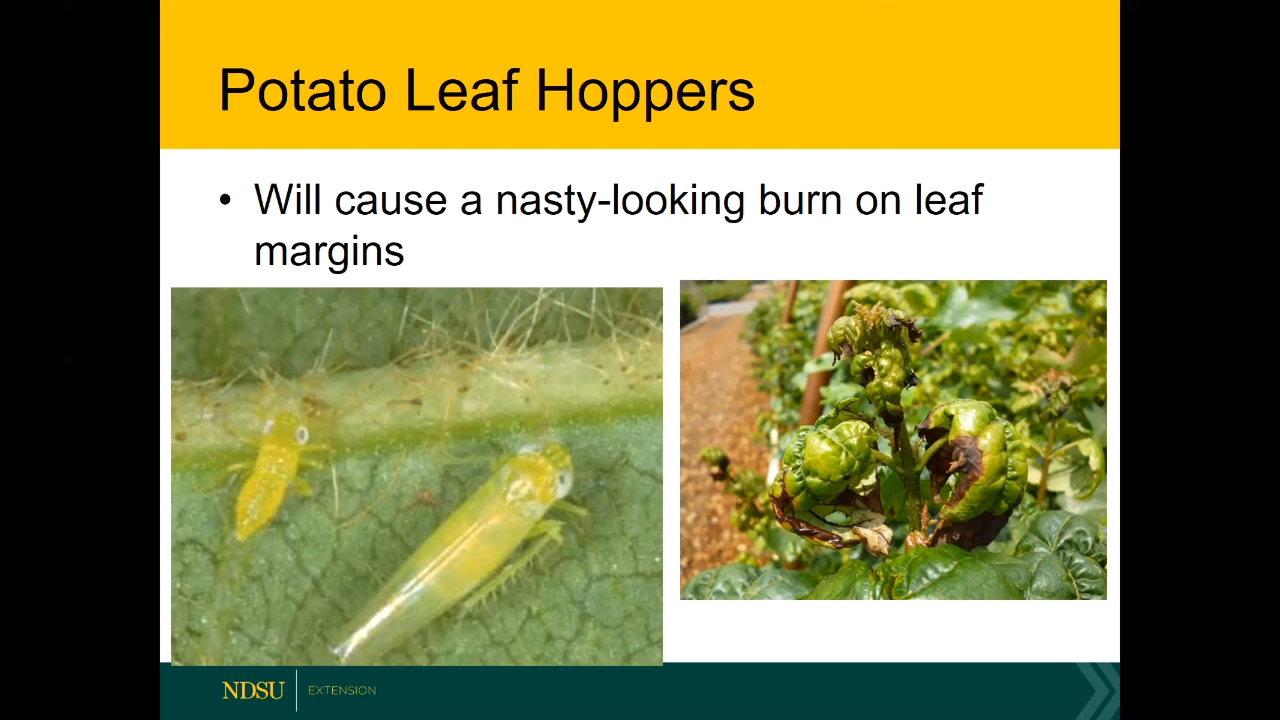 Potato Leaf Hoppers
• Will cause a nasty-looking burn on leaf
margins
NDSU EXTENSION